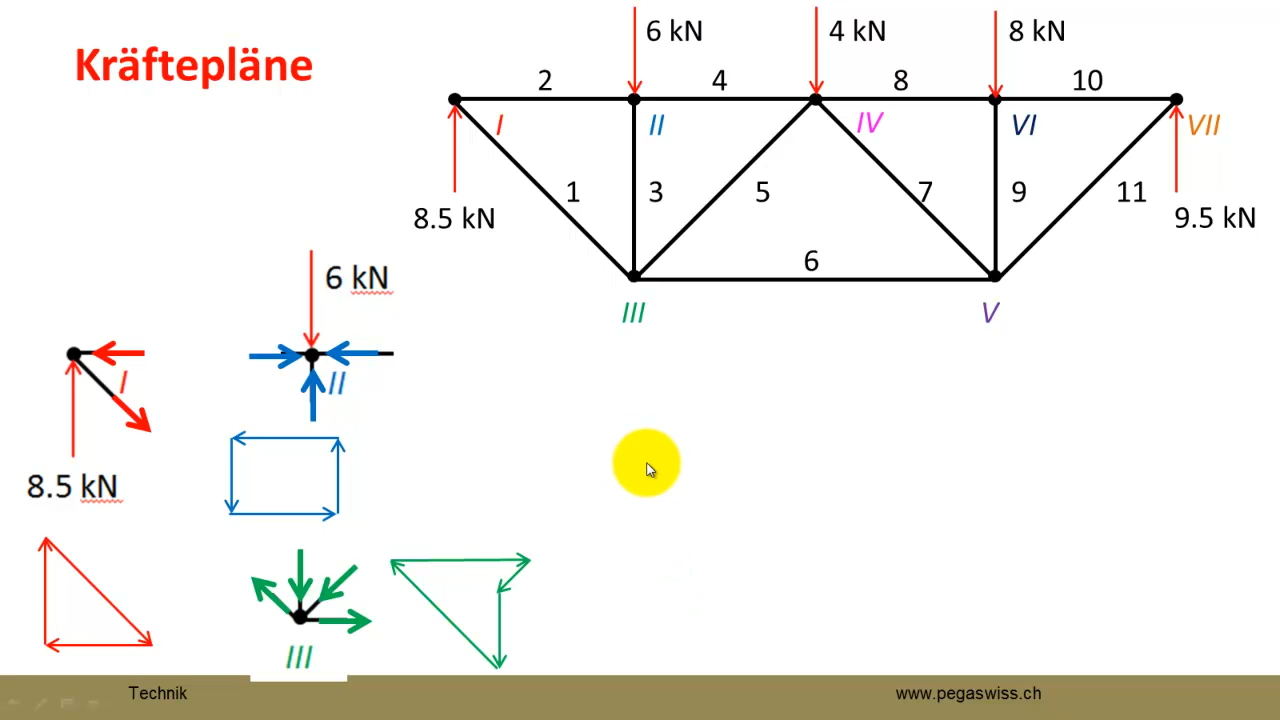 Kräftepläne
6 kN
4 kN
8 kN
2
4
8
10
I
II
IV
VI
VII
1
3
5
7
9
11
8.5 kN
9.5 kN
6
III
V
6 kN
I
II
8.5 kN
III
Technik
www.pegaswiss.ch